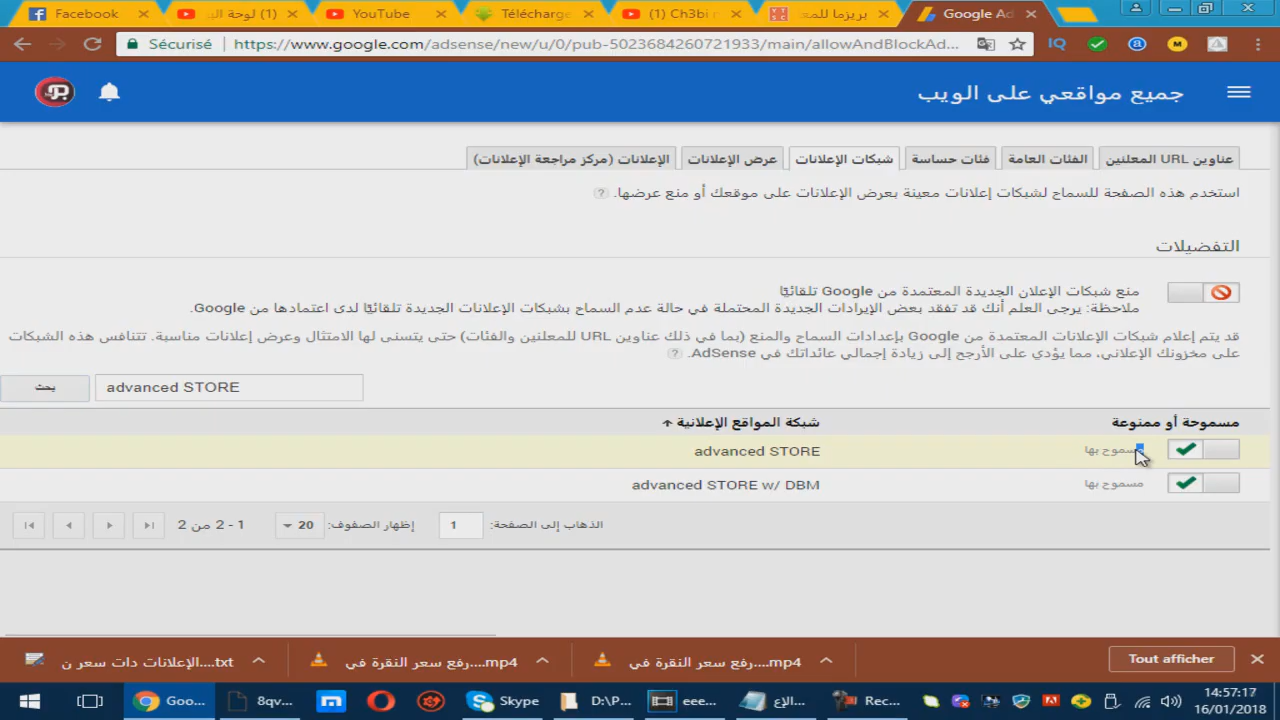 Facebook
(1) لوحة الب
YouTube
Télécharge
(1) Ch3bi
بريزما للمع
Google Ad
Sécurisé
https://www.google.com/adsense/new/u/0/pub-5023684260721933/main/allowAndBlockAd...
جميع مواقعي على الويب
عناوين URL المعلنين
الفئات العامة
فئات حساسة
شبكات الإعلانات
عرض الإعلانات
الإعلانات (مركز مراجعة الإعلانات)
استخدم هذه الصفحة للسماح لشبكات إعلانات معينة بعرض الإعلانات على موقعك أو منع عرضها. ?
التفضيلات
منع شبكات الإعلان الجديدة المعتمدة من Google تلقائيًا
ملاحظة: يرجى العلم أنك قد تفقد بعض الإيرادات الجديدة المحتملة في حالة عدم السماح بشبكات الإعلانات الجديدة تلقائيًا لدى اعتمادها من Google.
قد يتم إعلام شبكات الإعلانات المعتمدة من Google بإعدادات السماح والمنع (بما في ذلك عناوين URL للمعلنين والفئات) حتى يتسنى لها الامتثال وعرض إعلانات مناسبة. تتنافس هذه الشبكات
على مخزونك الإعلاني، مما يؤدي على الأرجح إلى زيادة إجمالي عائداتك في AdSense. ?
advanced STORE
بحث
مسموحة أو ممنوعة
شبكة المواقع الإعلانية
مسموح بها
advanced STORE
مسموح بها
advanced STORE w/ DBM
الذهاب إلى الصفحة: 1
إظهار الصفوف: 20
1 - 2 من 2
الإعلانات دات سعر ن....txt
رفع سعر النقرة في....mp4
رفع سعر النقرة في....mp4
Tout afficher
Goo...
8qv...
Skype
D:\P...
eee...
الإع...
Rec...
14:57:17
16/01/2018